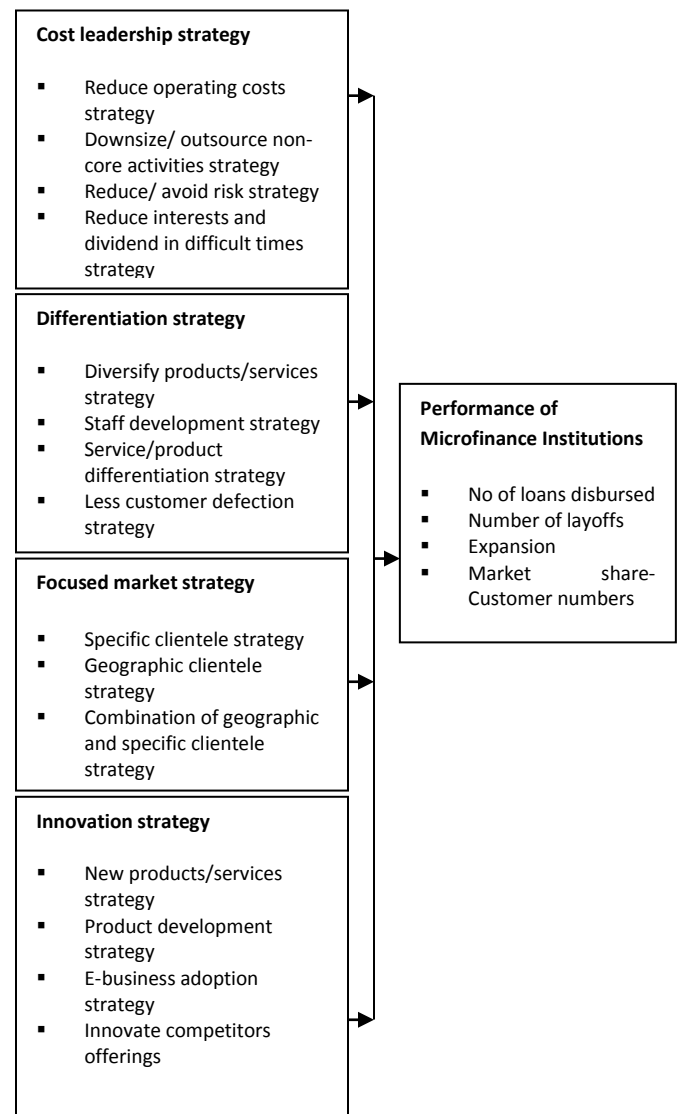 Cost leadership strategy
▪ Reduce operating costs
strategy
▪ Downsize/ outsource non-
core activities strategy
▪ Reduce/ avoid risk strategy
▪ Reduce interests and
dividend in difficult times
strategy
Differentiation strategy
▪ Diversify products/services
strategy
▪ Staff development strategy
▪ Service/product
differentiation strategy
▪ Less customer defection
strategy
Focused market strategy
▪ Specific clientele strategy
▪ Geographic clientele
strategy
▪ Combination of geographic
and specific clientele
strategy
Innovation strategy
▪ New products/services
strategy
▪ Product development
strategy
▪ E-business adoption
strategy
▪ Innovate competitors
offerings
Performance of
Microfinance Institutions
▪ No of loans disbursed
▪ Number of layoffs
▪ Expansion
▪ Market share-
Customer numbers